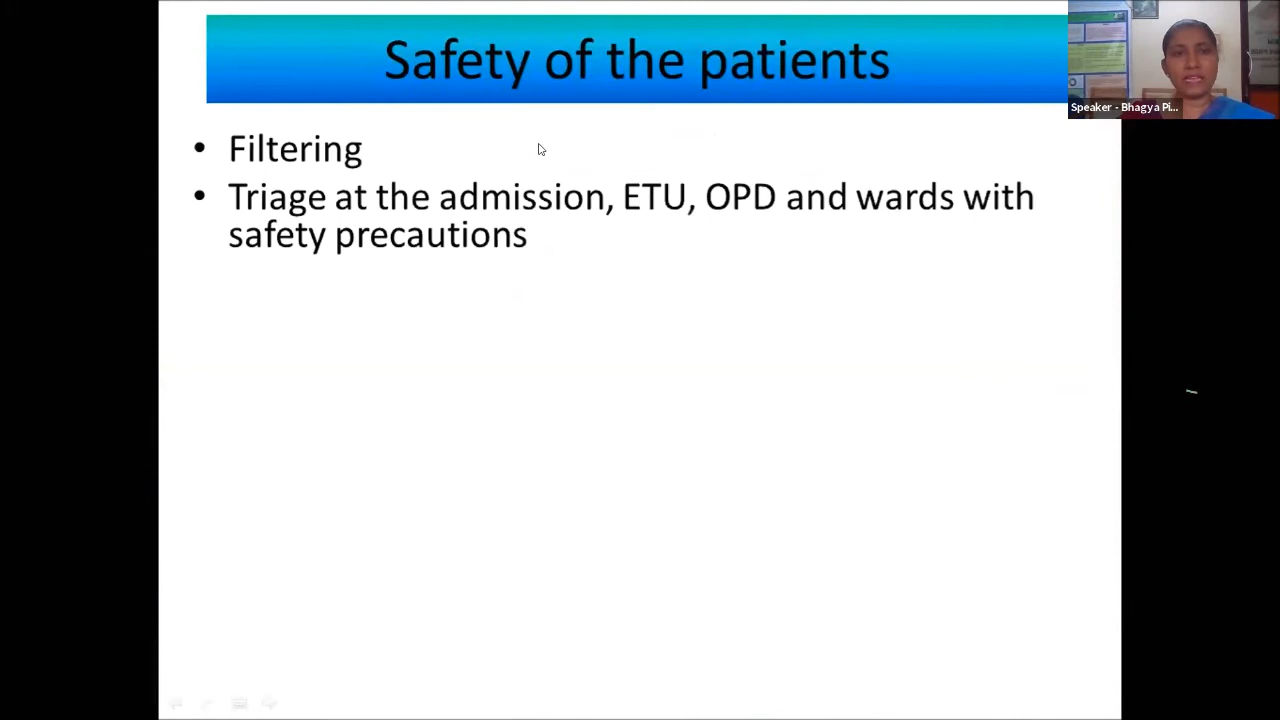 Safety of the patients
Speaker - Bhagya Pi...
• Filtering
• Triage at the admission, ETU, OPD and wards with
safety precautions